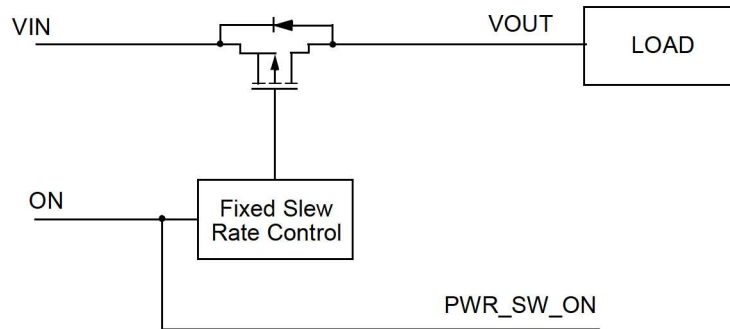 VIN
VOUT
LOAD
ON
Fixed Slew
Rate Control
PWR_SW_ON